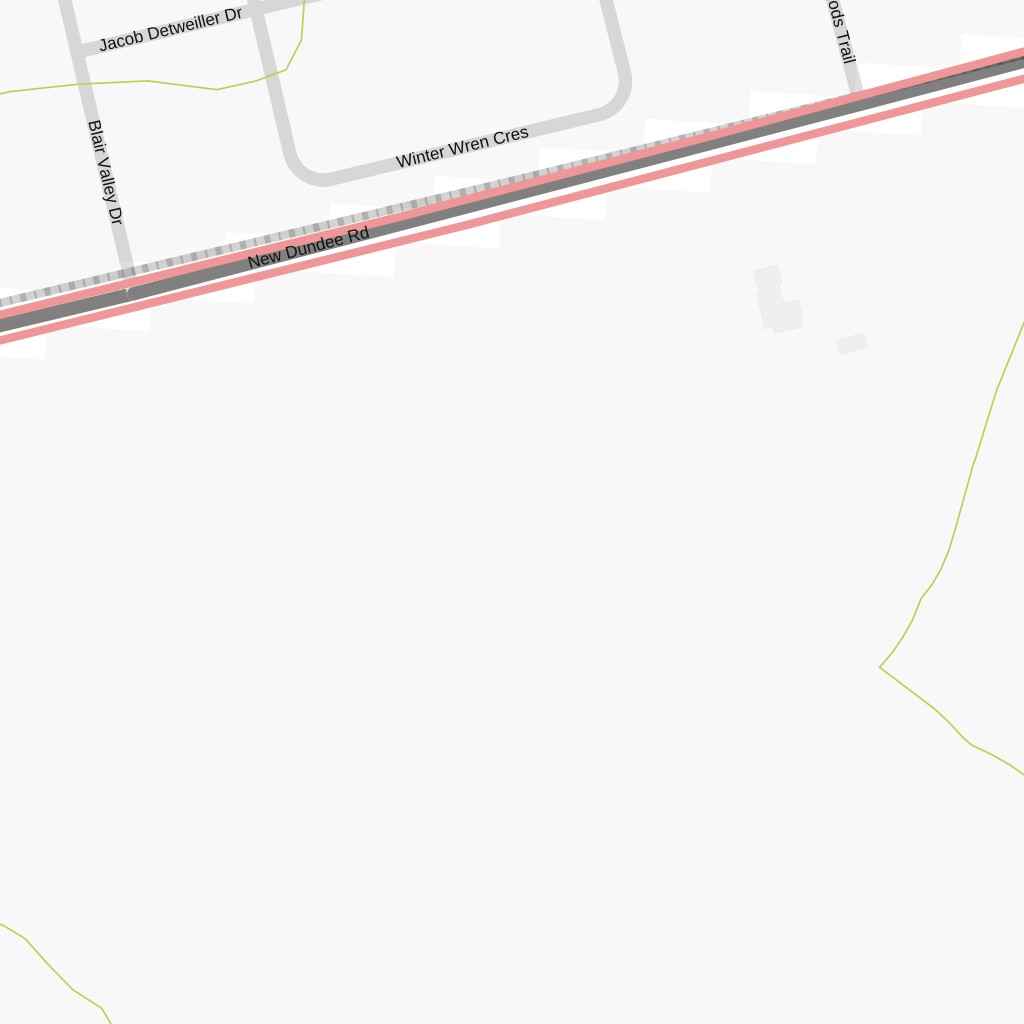 Jacob Detweiller Dr
ods Trail
Blair Valley Dr
Winter Wren Cres
New Dundee Rd